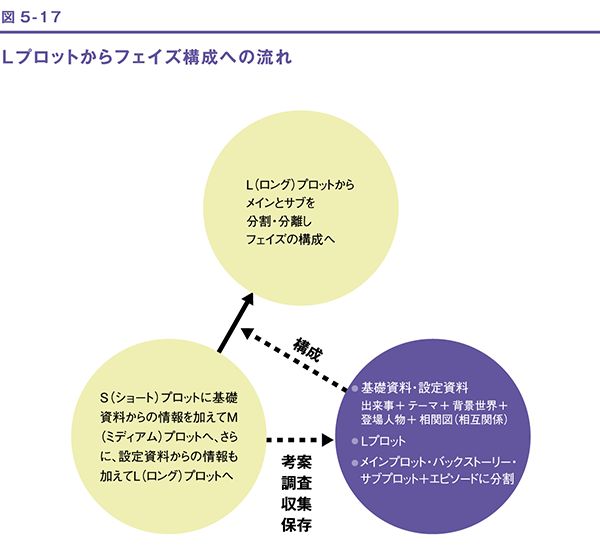 図 5-17
Lプロットからフェイズ構成への流れ
L(ロング)プロットから
メインとサブを
分割・分離し
フェイズの構成へ
構成
S(ショート)プロットに基礎
資料からの情報を加えてM
(ミディアム)プロットへ、さら
に、設定資料からの情報も
加えてL(ロング)プロットへ
考案
調査
収集
保存
● 基礎資料・設定資料
出来事+テーマ+背景世界+
登場人物+相関図(相互関係)
● Lプロット
● メインプロット・バックストーリー・
サブプロット+エピソードに分割